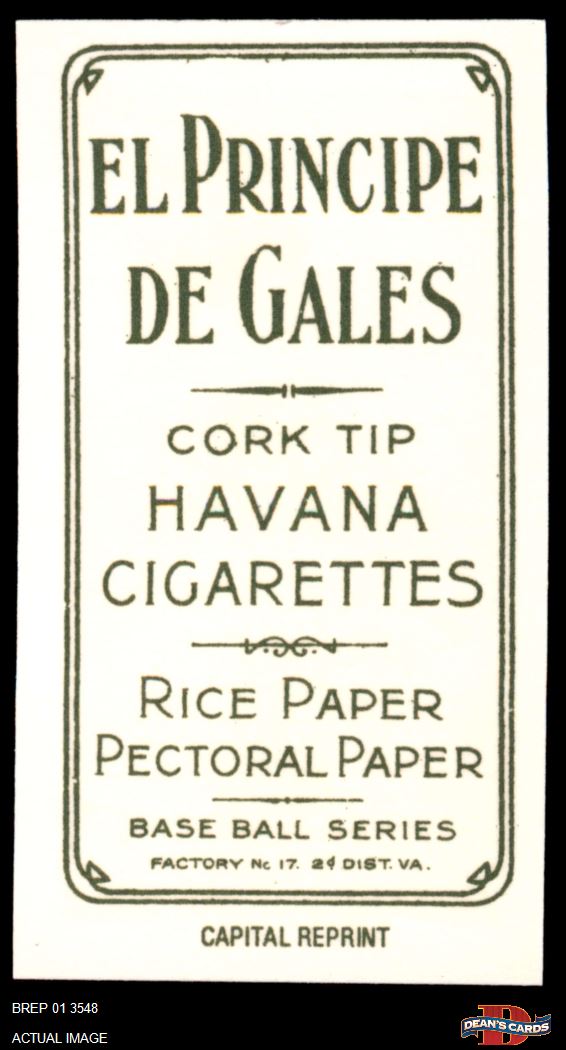 EL PRINCIPE
DE GALES
CORK TIP
HAVANA
CIGARETTES
RICE PAPER
PECTORAL PAPER
BASE BALL SERIES
FACTORY No 17. 2d DIST. VA.
CAPITAL REPRINT
BREP 01 3548
ACTUAL IMAGE
D
DEAN'S CARDS